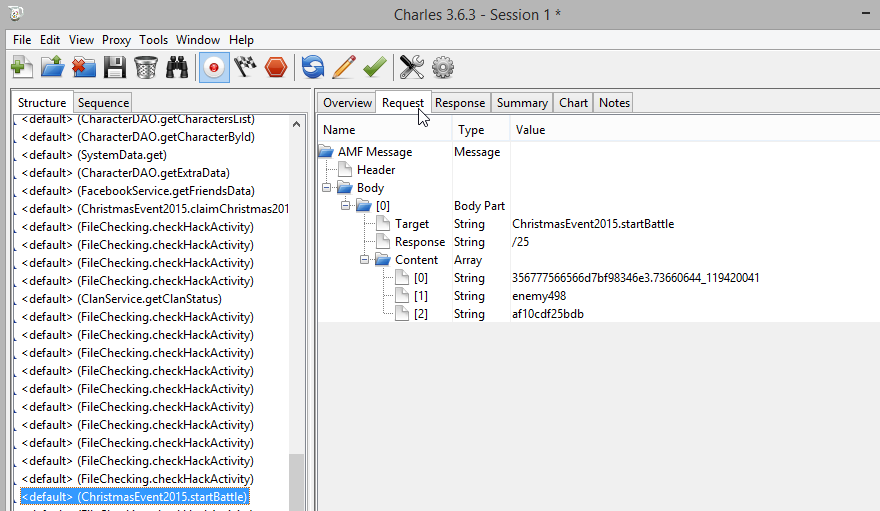 Charles 3.6.3 - Session 1 *
File Edit View Proxy Tools Window Help
Structure Sequence
<default> (CharacterDAO.getCharactersList)
<default> (CharacterDAO.getCharacterById)
<default> (SystemData.get)
<default> (CharacterDAO.getExtraData)
<default> (FacebookService.getFriendsData)
<default> (ChristmasEvent2015.claimChristmas201
<default> (FileChecking.checkHackActivity)
<default> (FileChecking.checkHackActivity)
<default> (FileChecking.checkHackActivity)
<default> (FileChecking.checkHackActivity)
<default> (ClanService.getClanStatus)
<default> (FileChecking.checkHackActivity)
<default> (FileChecking.checkHackActivity)
<default> (FileChecking.checkHackActivity)
<default> (FileChecking.checkHackActivity)
<default> (FileChecking.checkHackActivity)
<default> (FileChecking.checkHackActivity)
<default> (FileChecking.checkHackActivity)
<default> (FileChecking.checkHackActivity)
<default> (FileChecking.checkHackActivity)
<default> (FileChecking.checkHackActivity)
<default> (ChristmasEvent2015.startBattle)
Overview Request Response Summary Chart Notes
Name Type Value
AMF Message Message
Header
Body
[0] Body Part
Target String ChristmasEvent2015.startBattle
Response String /25
Content Array
[0] String 356777566566d7bf98346e3.73660644_119420041
[1] String enemy498
[2] String af10cdf25bdb